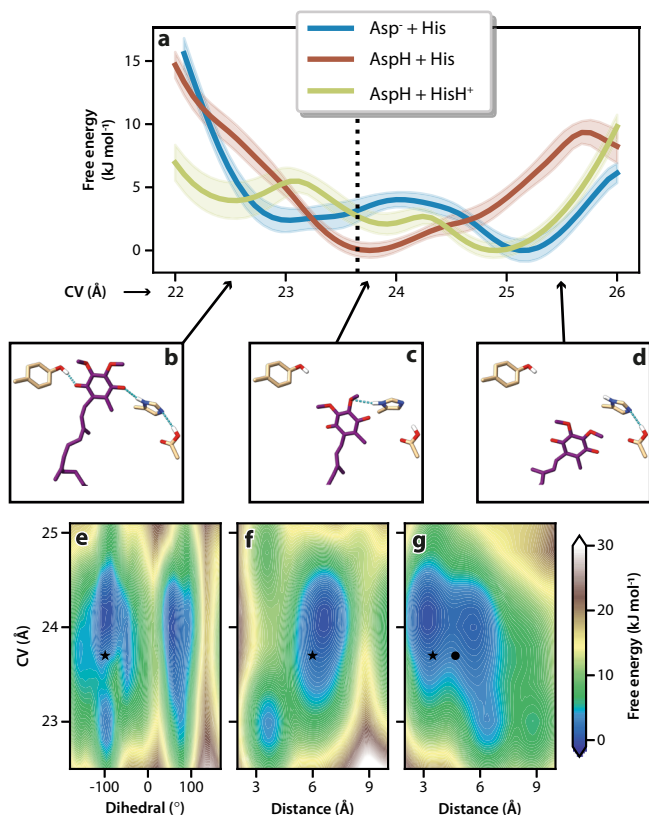 a
Asp⁻ + His
AspH + His
AspH + HisH⁺
Free energy
(kJ mol⁻¹)
15
10
5
0
CV (Å) → 22 23 24 25 26
b
c
d
e
f
g
CV (Å)
25
24
23
-100 0 100
3 6 9
3 6 9
Dihedral (°)
Distance (Å)
Distance (Å)
30
20
10
0
Free energy (kJ mol⁻¹)